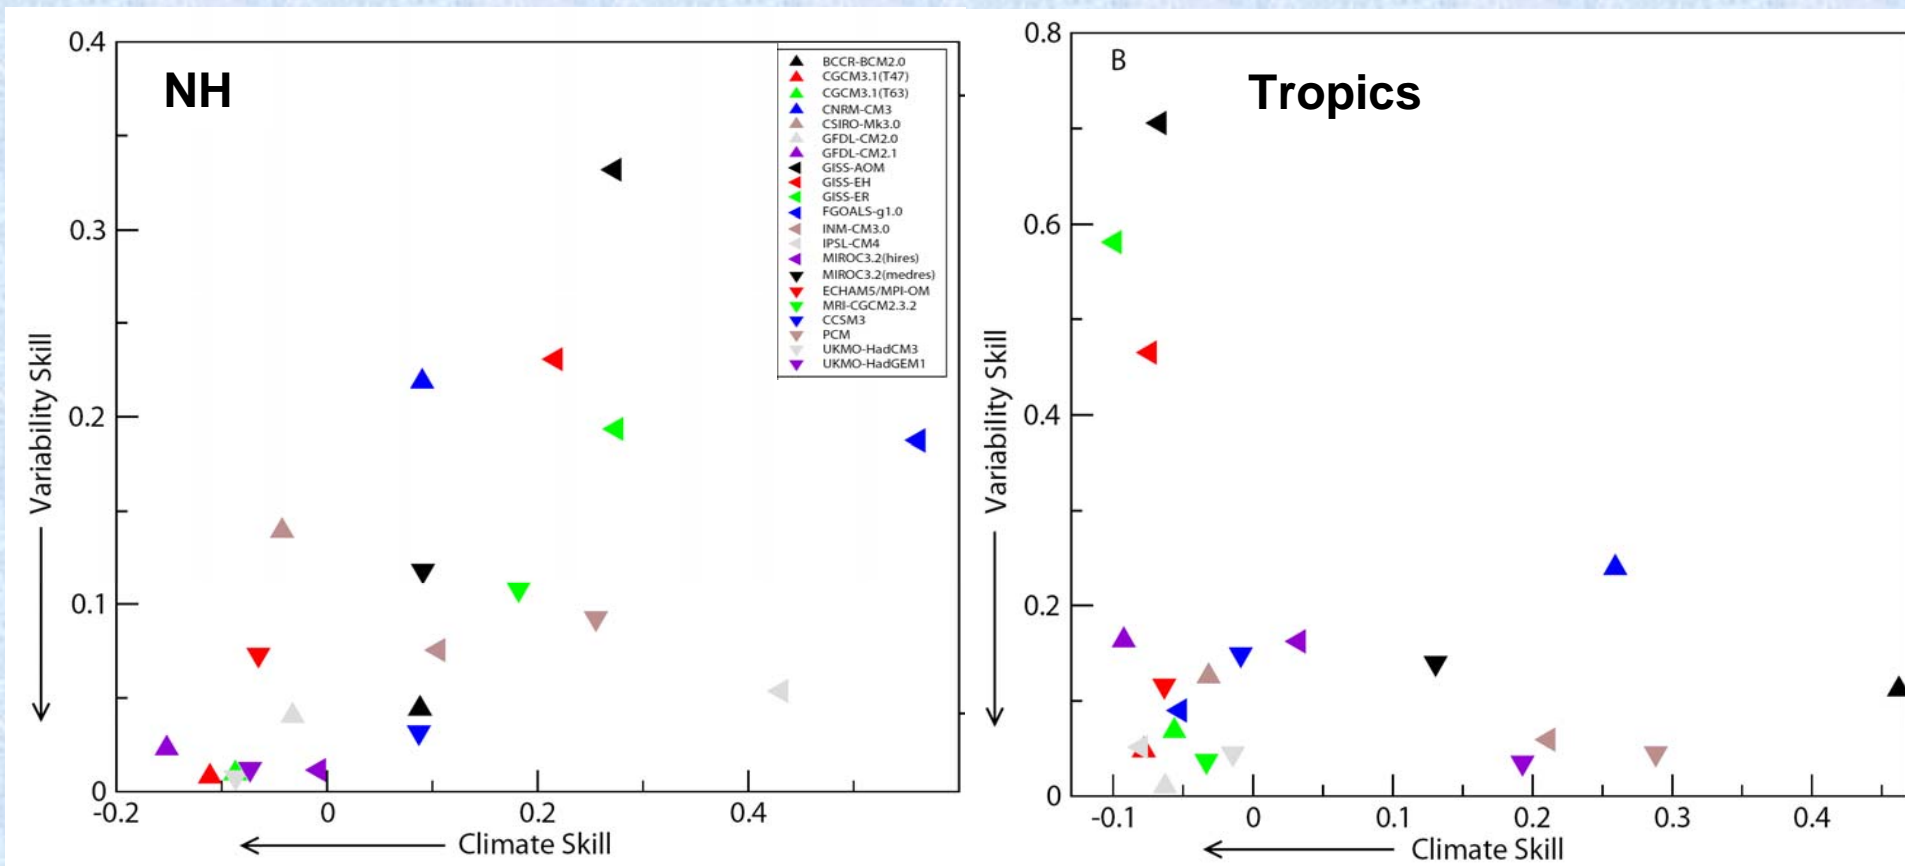 NH
0.4
0.3
0.2
0.1
0
-0.2
0
0.2
0.4
Variability Skill
Climate Skill
BCCR-BCM2.0
CGCM3.1(T47)
CGCM3.1(T63)
CNRM-CM3
CSIRO-Mk3.0
GFDL-CM2.0
GFDL-CM2.1
GISS-AOM
GISS-EH
GISS-ER
FGOALS-g1.0
INM-CM3.0
IPSL-CM4
MIROC3.2(hires)
MIROC3.2(medres)
ECHAM5/MPI-OM
MRI-CGCM2.3.2
CCSM3
PCM
UKMO-HadCM3
UKMO-HadGEM1
B
Tropics
0.8
0.6
0.4
0.2
0
-0.1
0
0.1
0.2
0.3
0.4
Variability Skill
Climate Skill